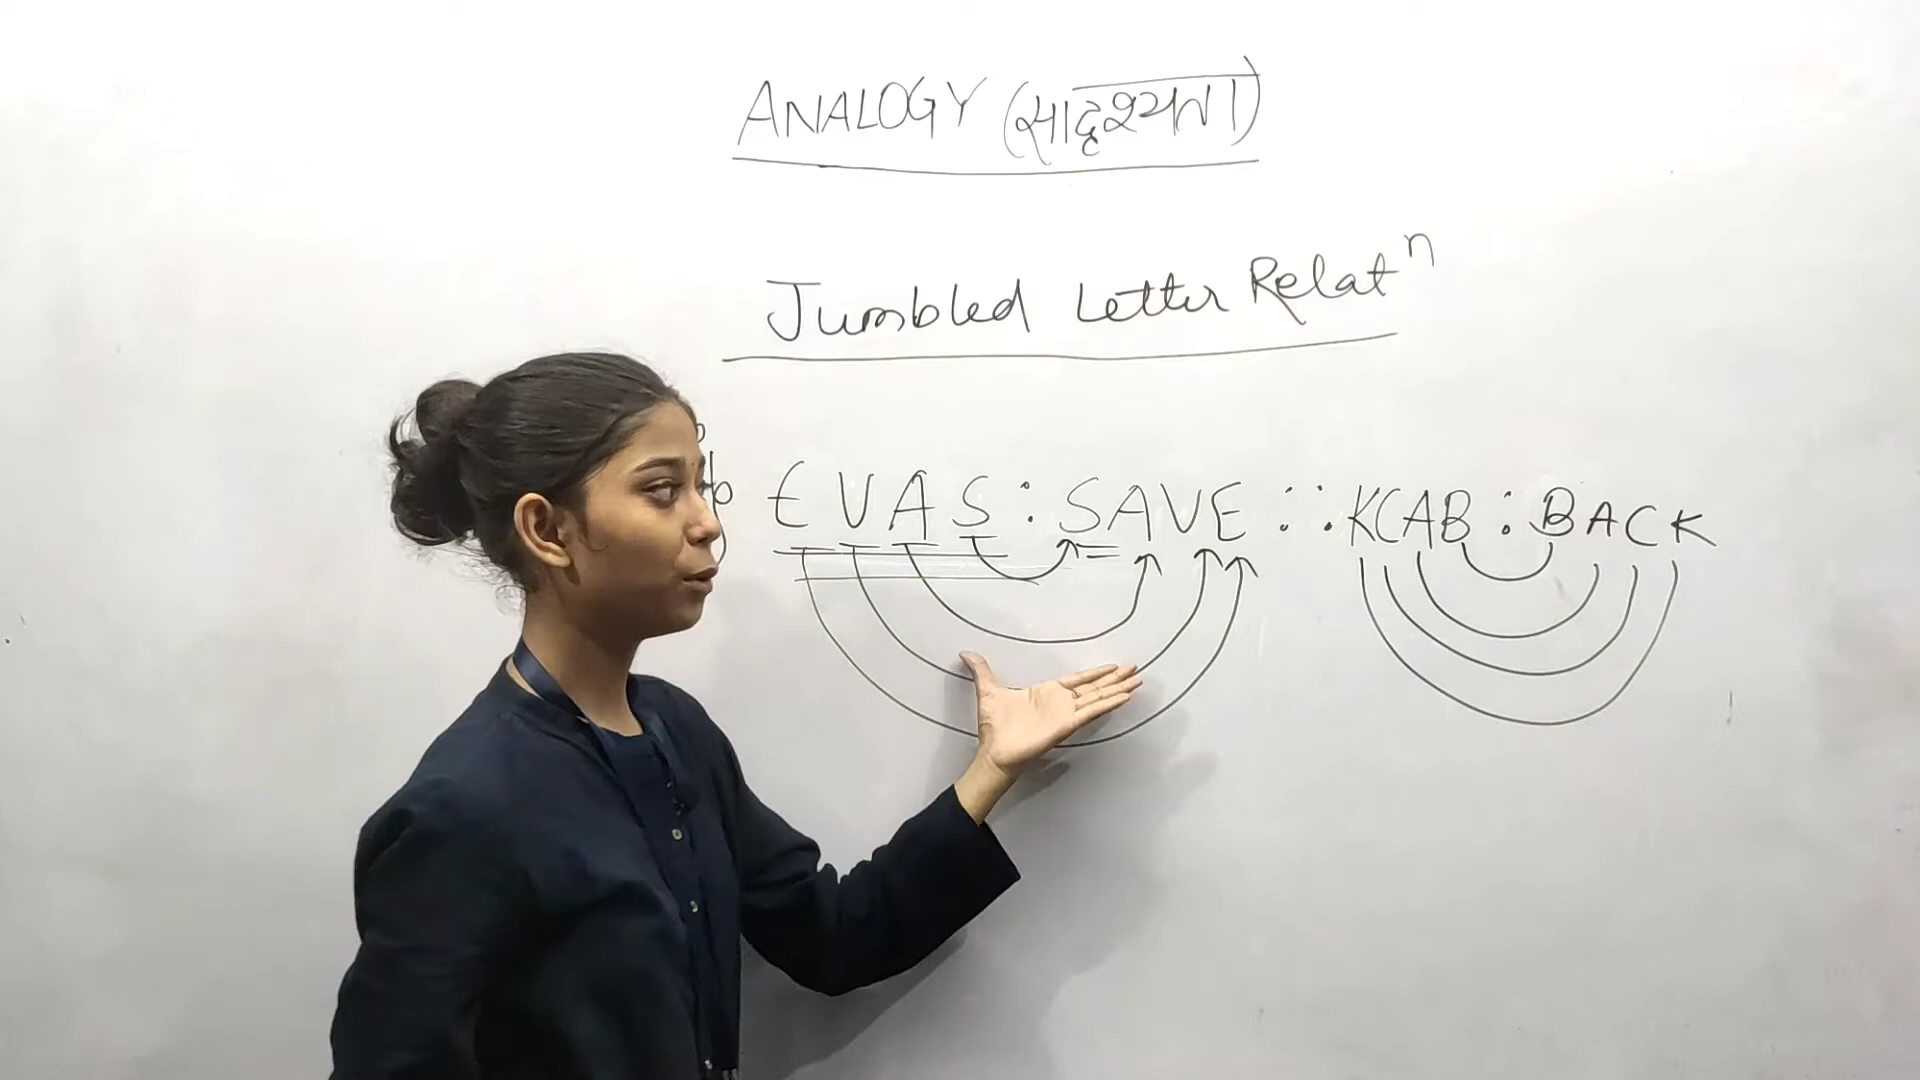 ANALOGY (सादृश्यता)
Jumbled Letter Relatⁿ
EVAS : SAVE :: KCAB : BACK